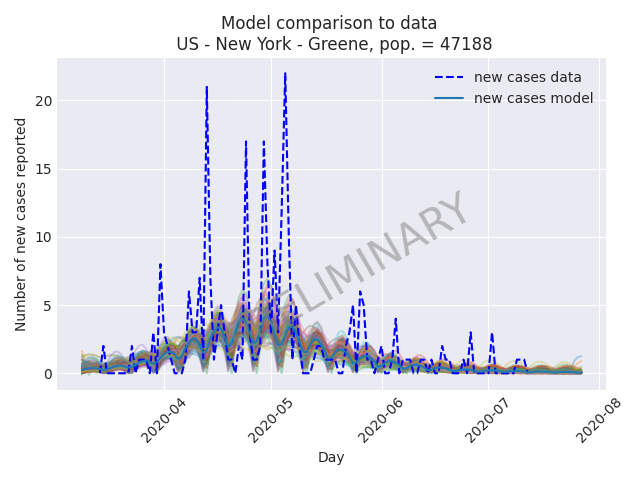 Model comparison to data
US - New York - Greene, pop. = 47188
Number of new cases reported
20
15
10
5
0
new cases data
new cases model
ELIMINARY
2020-04
2020-05
2020-06
2020-07
2020-08
Day